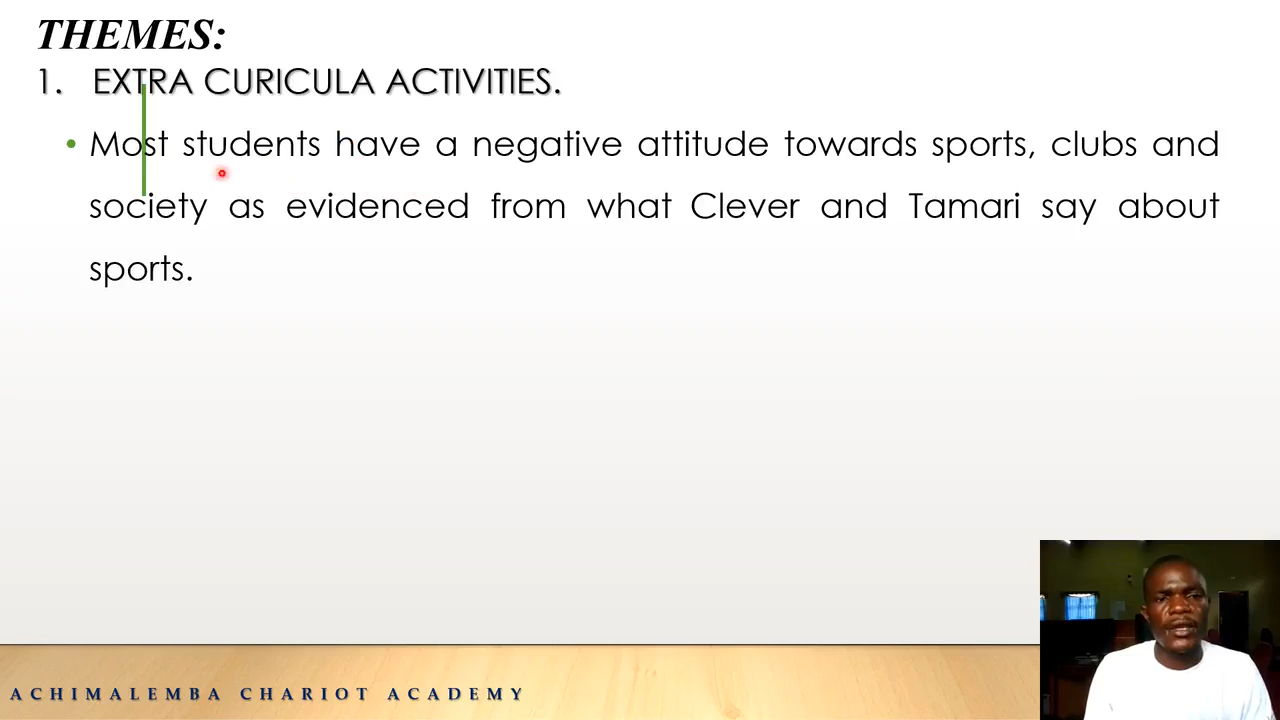 THEMES:
1. EXTRA CURICULA ACTIVITIES.
• Most students have a negative attitude towards sports, clubs and
society as evidenced from what Clever and Tamari say about
sports.
ACHIMALEMBA CHARIOT ACADEMY